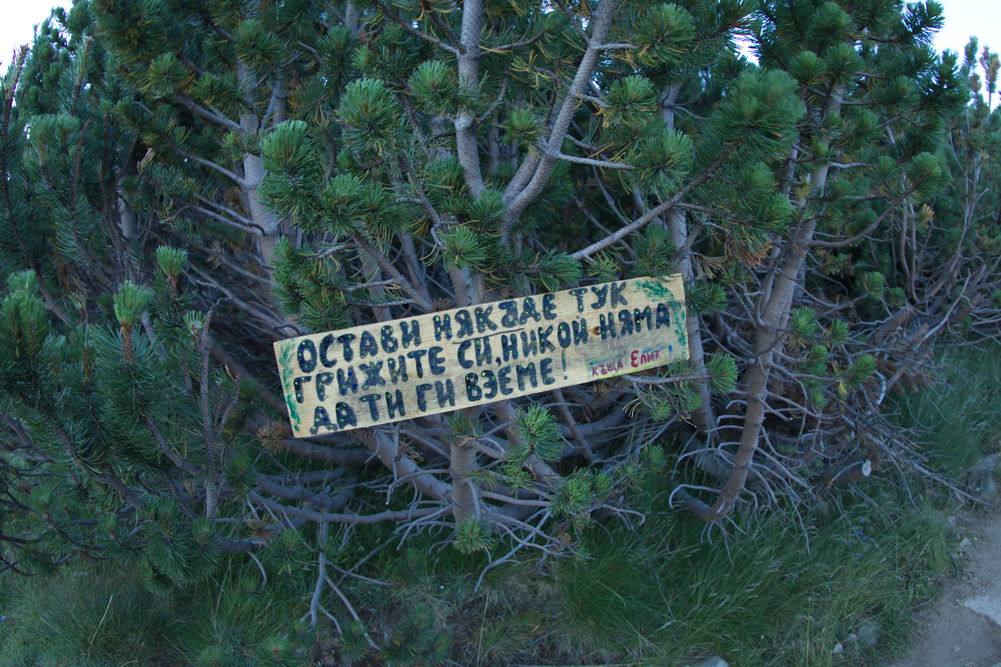 ОСТАВИ НЯКЪДЕ ТУК
ГРИЖИТЕ СИ, НИКОЙ НЯМА
ДА ТИ ГИ ВЗЕМЕ!
КЪЩА ЕЛИТ!